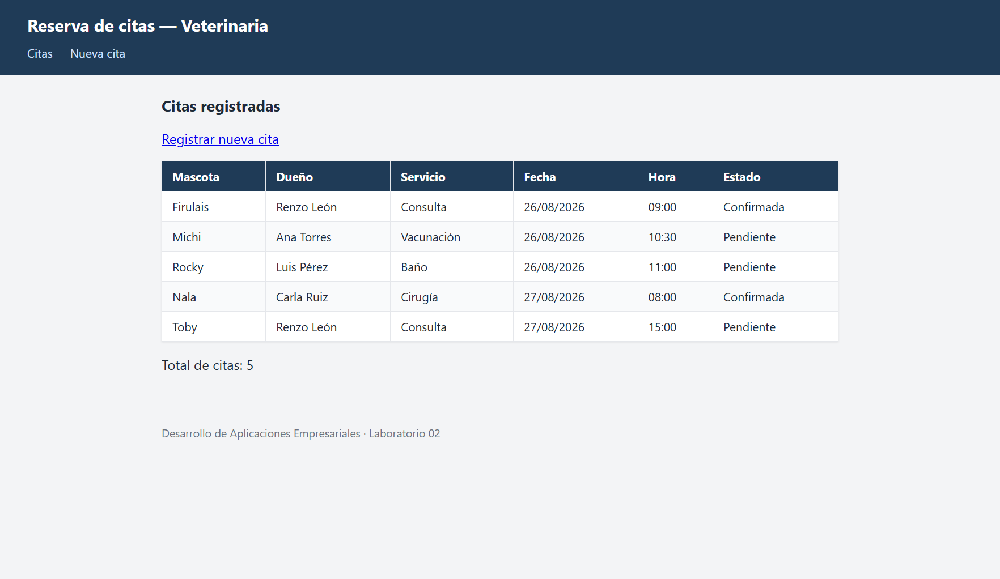 Reserva de citas — Veterinaria
Citas Nueva cita
Citas registradas
Registrar nueva cita
Mascota Dueño Servicio Fecha Hora Estado
Firulais Renzo León Consulta 26/08/2026 09:00 Confirmada
Michi Ana Torres Vacunación 26/08/2026 10:30 Pendiente
Rocky Luis Pérez Baño 26/08/2026 11:00 Pendiente
Nala Carla Ruiz Cirugía 27/08/2026 08:00 Confirmada
Toby Renzo León Consulta 27/08/2026 15:00 Pendiente
Total de citas: 5
Desarrollo de Aplicaciones Empresariales · Laboratorio 02